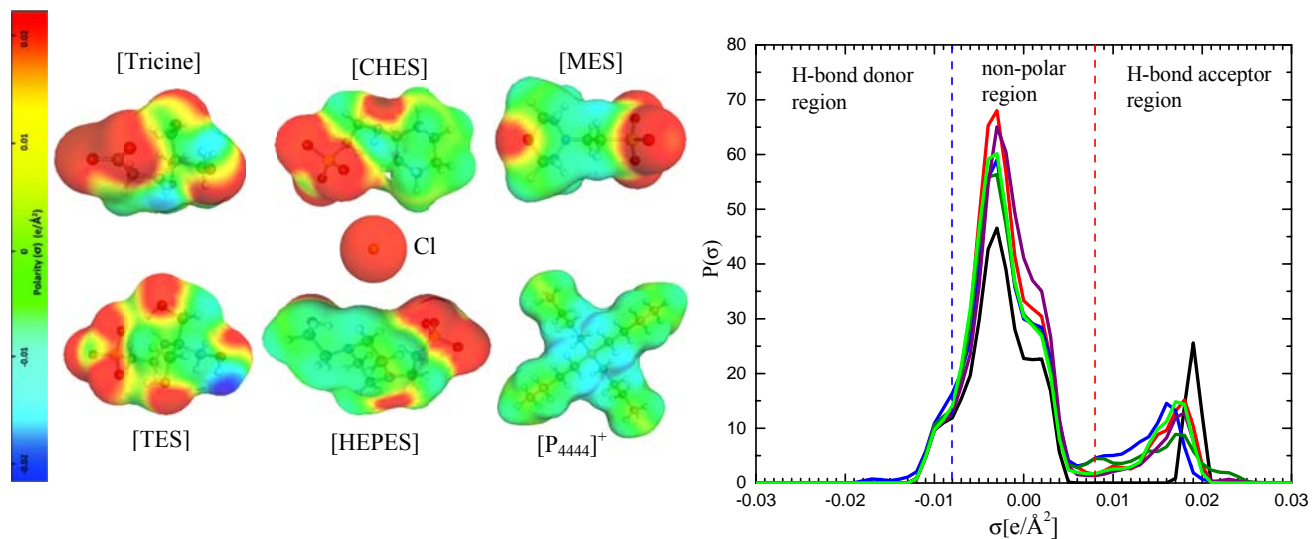 0.02
0.01
0
-0.01
-0.02
Polarity (σ) (e/Å²)
[Tricine]
[CHES]
[MES]
Cl
[TES]
[HEPES]
[P₄₄₄₄]⁺
80
70
60
50
40
30
20
10
0
P(σ)
H-bond donor
region
non-polar
region
H-bond acceptor
region
-0.03
-0.02
-0.01
0.00
0.01
0.02
0.03
σ[e/Å²]